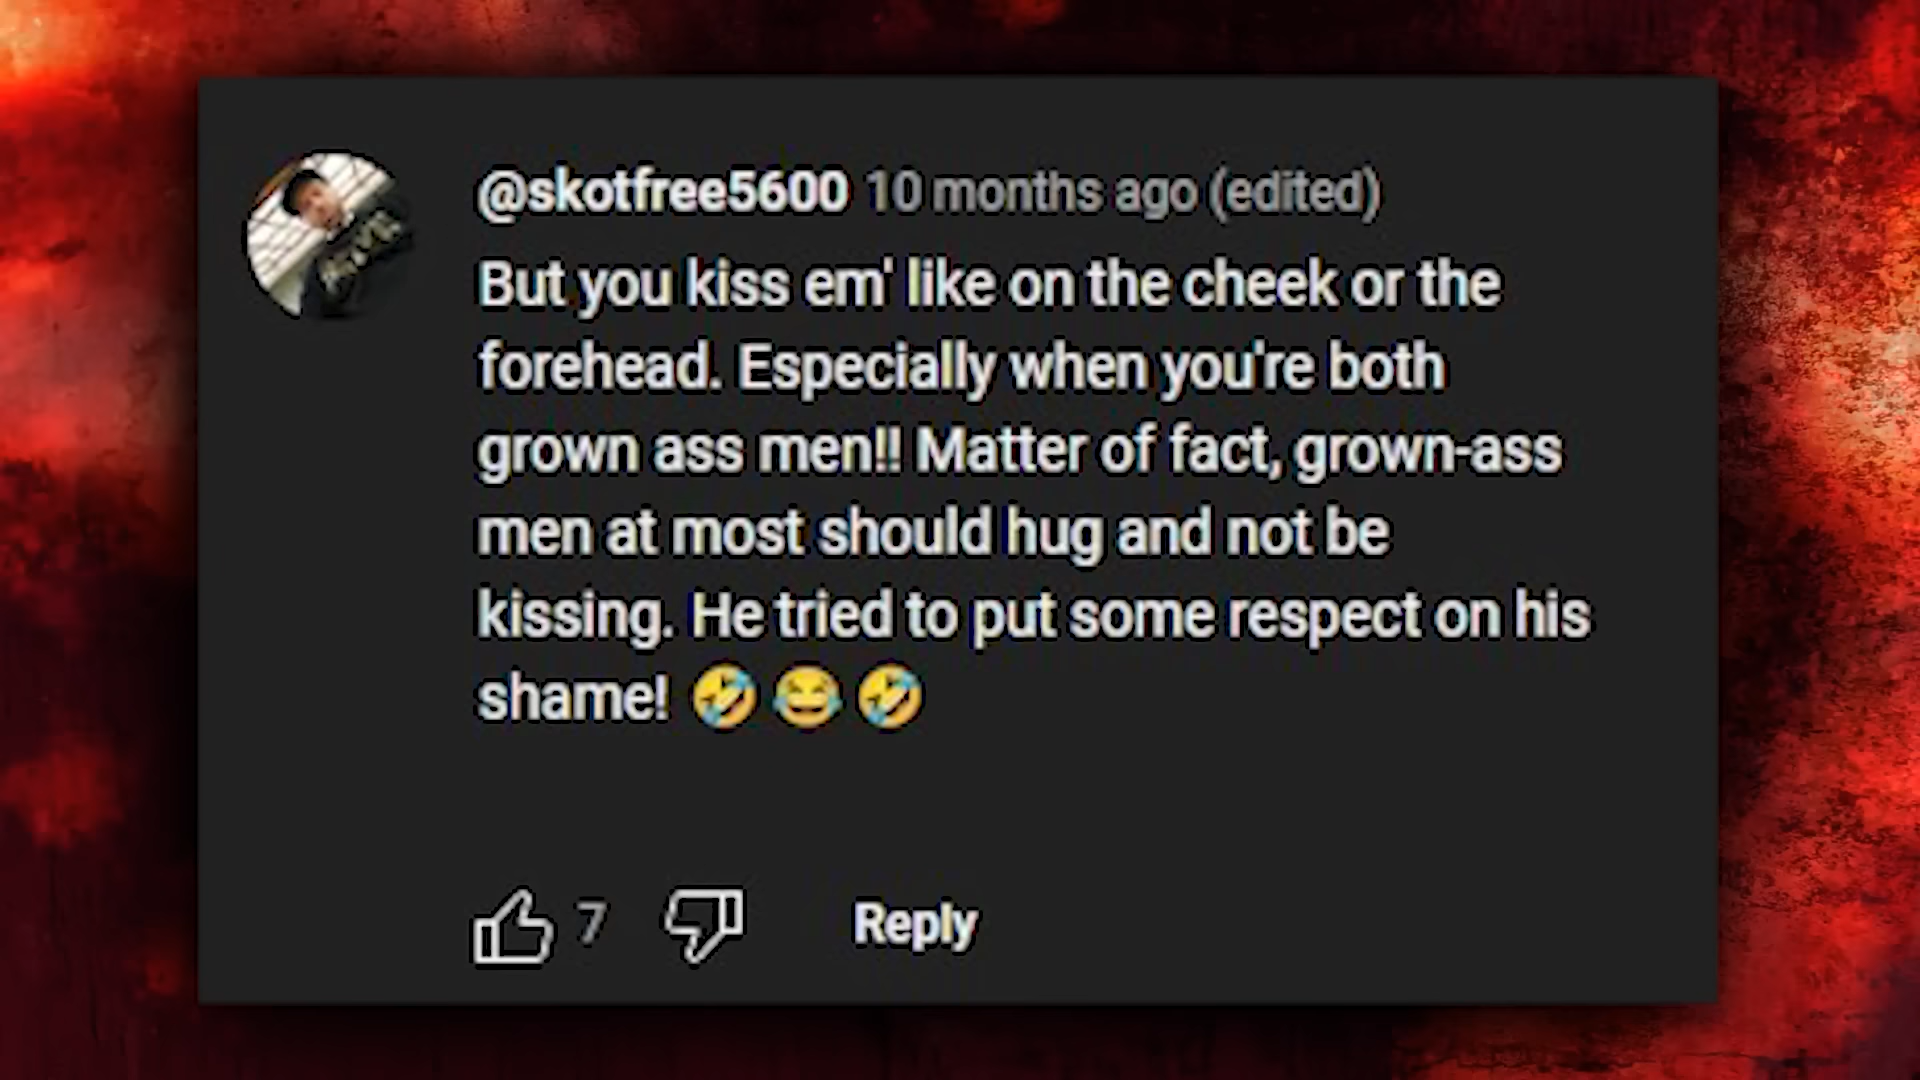 @skotfree5600 10 months ago (edited)
But you kiss em' like on the cheek or the
forehead. Especially when you're both
grown ass men!! Matter of fact, grown-ass
men at most should hug and not be
kissing. He tried to put some respect on his
shame! 🤣😂🤣
7 Reply